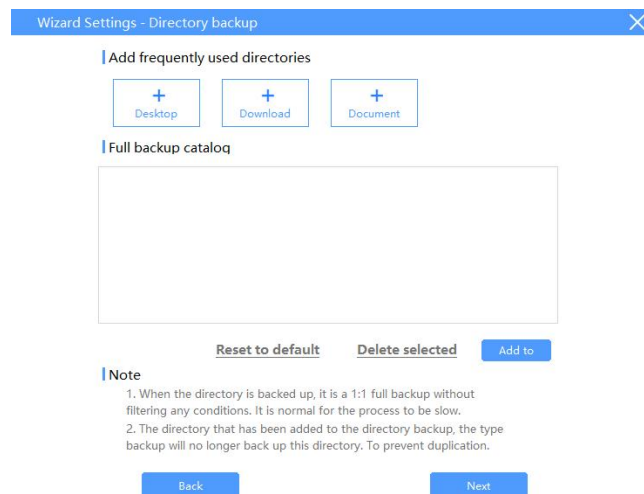 Wizard Settings - Directory backup
Add frequently used directories
+ + +
Desktop Download Document
Full backup catalog
Reset to default Delete selected Add to
Note
1. When the directory is backed up, it is a 1:1 full backup without
filtering any conditions. It is normal for the process to be slow.
2. The directory that has been added to the directory backup, the type
backup will no longer back up this directory. To prevent duplication.
Back Next